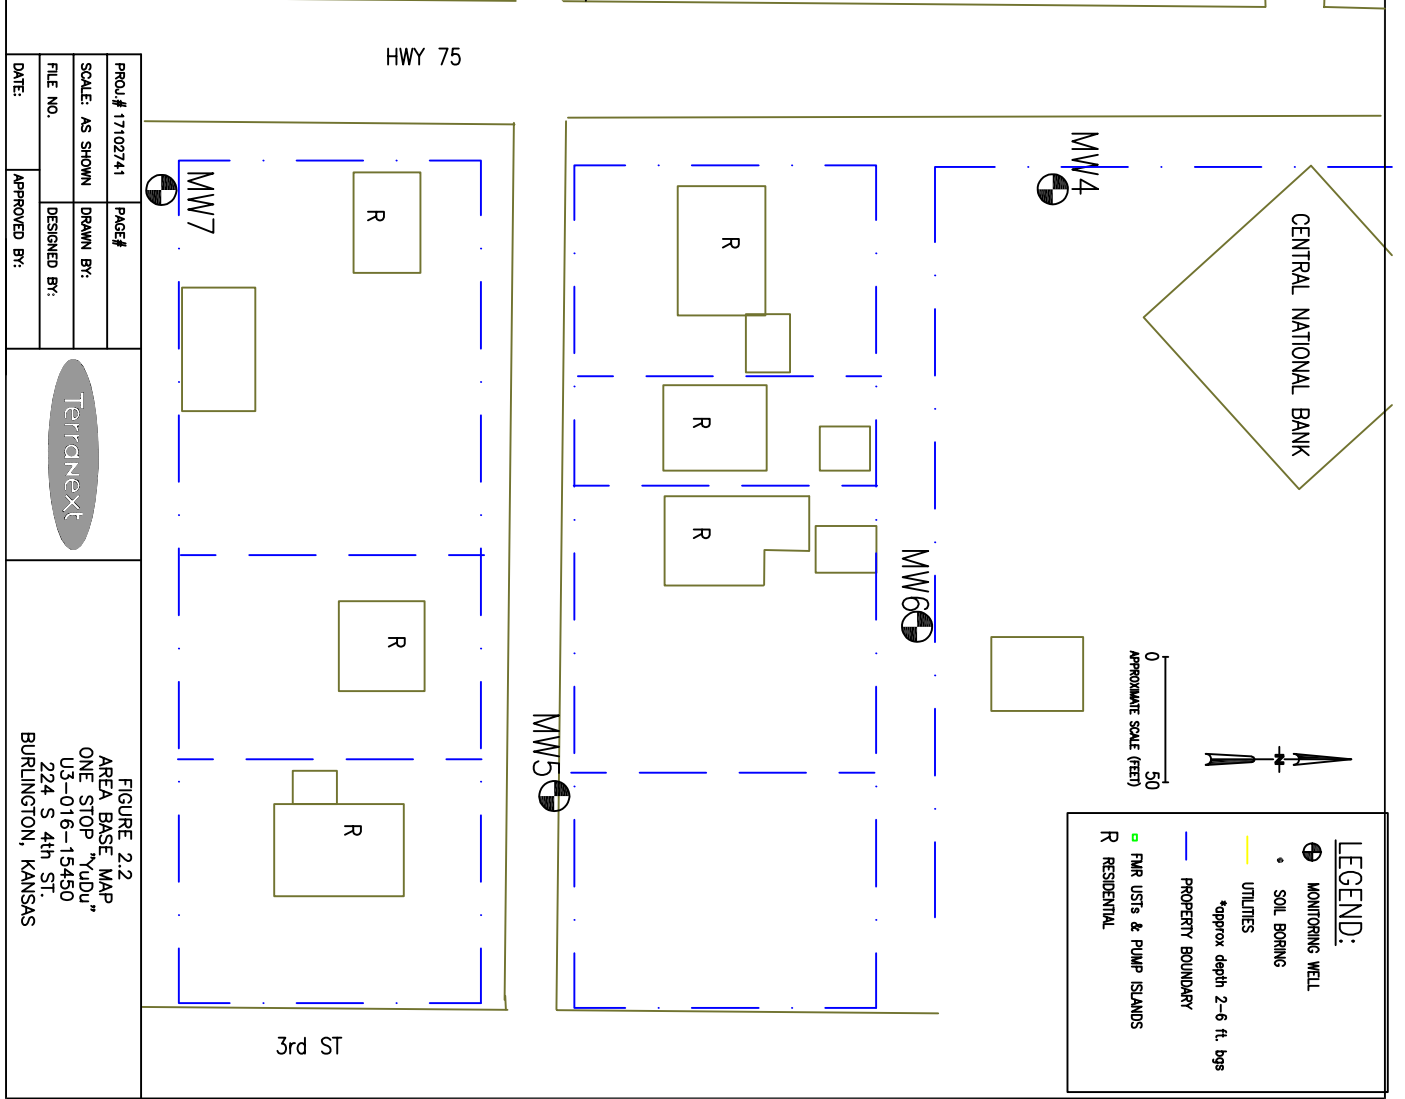 HWY 75
MW4
CENTRAL NATIONAL BANK
MW7
R
R
R
R
R
R
MW6
MW5
3rd ST
0
50
APPROXIMATE SCALE (FEET)
N
LEGEND:
MONITORING WELL
SOIL BORING
UTILITIES
*approx depth 2-6 ft. bgs
PROPERTY BOUNDARY
FMR USTs & PUMP ISLANDS
R RESIDENTIAL
PROJ.# 17102741 PAGE#
SCALE: AS SHOWN DRAWN BY:
FILE NO. DESIGNED BY:
DATE: APPROVED BY:
Terranext
FIGURE 2.2
AREA BASE MAP
ONE STOP "YuDu"
U3-016-15450
224 S 4th ST.
BURLINGTON, KANSAS